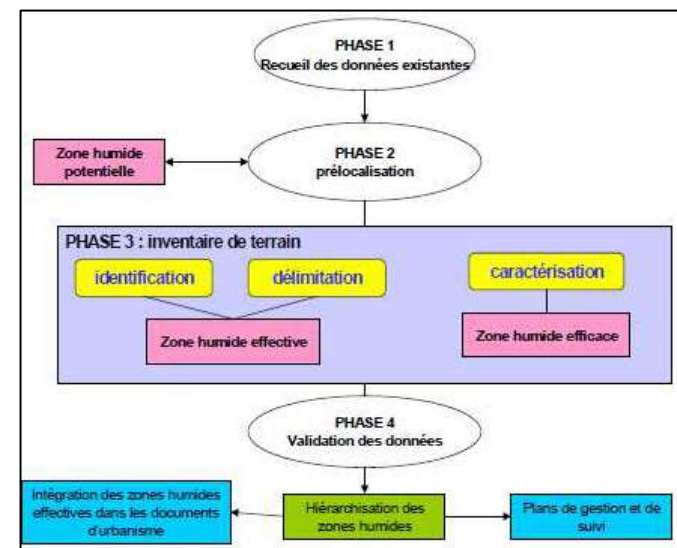 PHASE 1
Recueil des données existantes
Zone humide
potentielle
PHASE 2
prélocalisation
PHASE 3 : inventaire de terrain
identification
délimitation
caractérisation
Zone humide effective
Zone humide efficace
PHASE 4
Validation des données
Intégration des zones humides
effectives dans les documents
d'urbanisme
Hiérarchisation des
zones humides
Plans de gestion et de
suivi